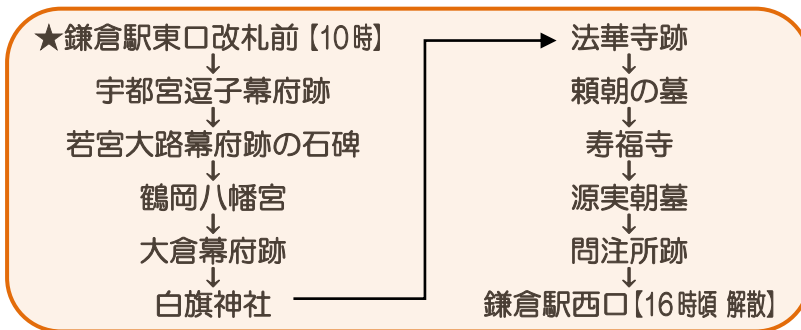 ★鎌倉駅東口改札前【10時】
↓
宇都宮逗子幕府跡
↓
若宮大路幕府跡の石碑
↓
鶴岡八幡宮
↓
大倉幕府跡
↓
白旗神社
法華寺跡
↓
頼朝の墓
↓
寿福寺
↓
源実朝墓
↓
問注所跡
↓
鎌倉駅西口【16時頃 解散】